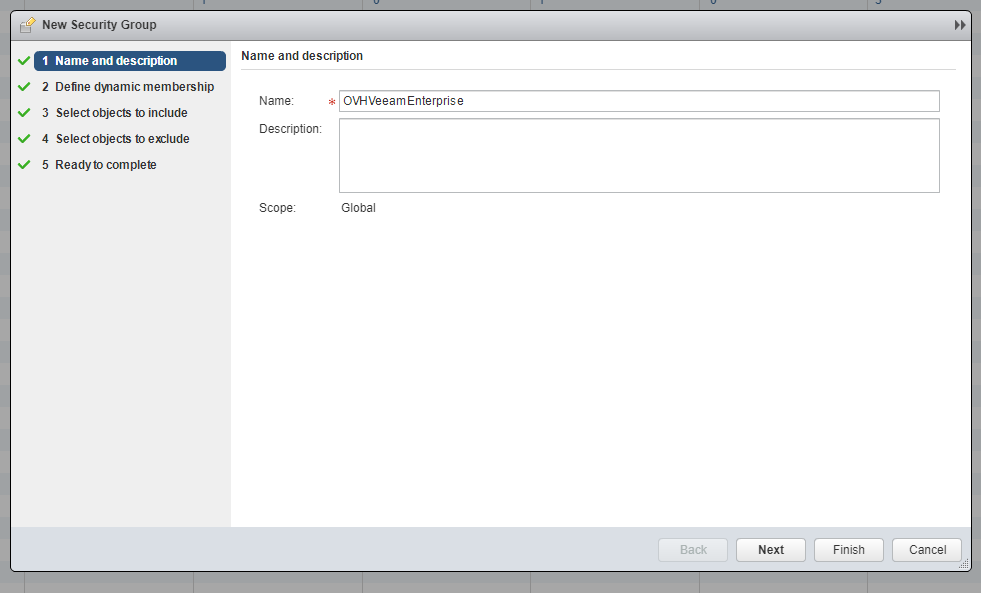 New Security Group
1 Name and description
2 Define dynamic membership
3 Select objects to include
4 Select objects to exclude
5 Ready to complete
Name and description
Name: * OVHVeeamEnterprise
Description:
Scope: Global
Back Next Finish Cancel